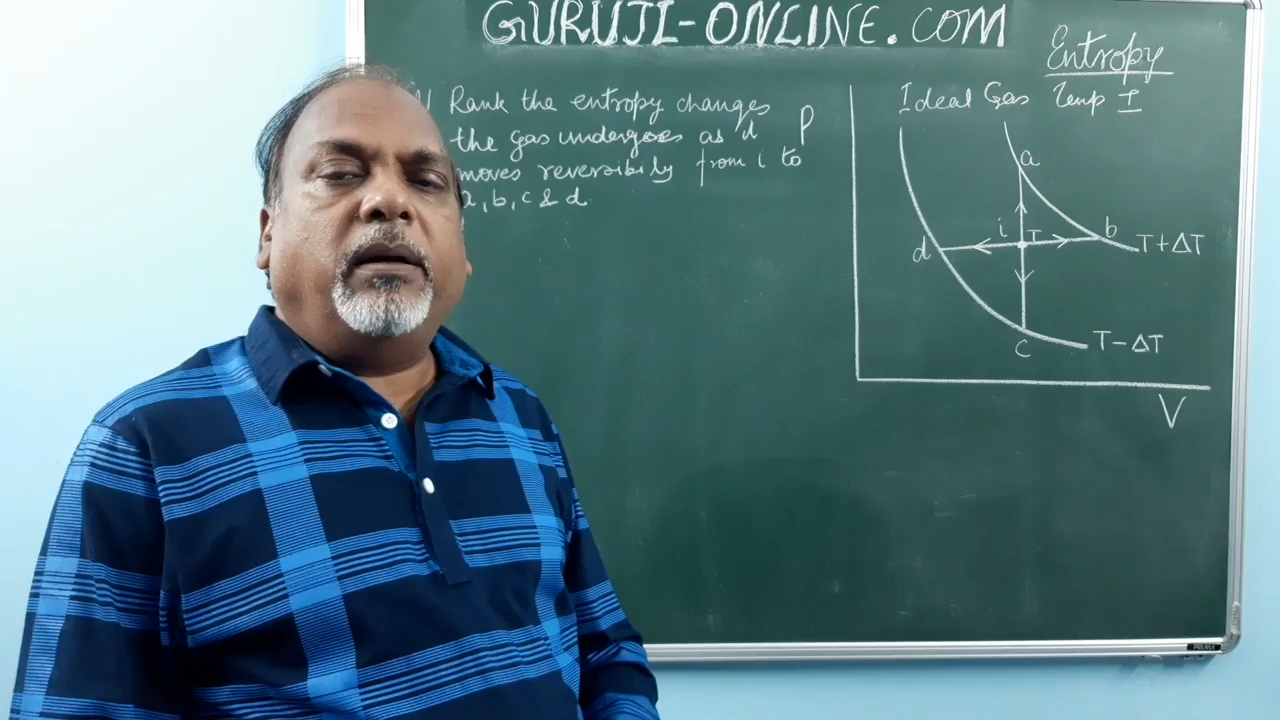 GURUJI-ONLINE.COM
Entropy
Rank the entropy changes
the gas undergoes as it
moves reversibily from i to
a, b, c & d
Ideal Gas Temp T
P
a
b
i
T
d
T+ΔT
c
T-ΔT
V